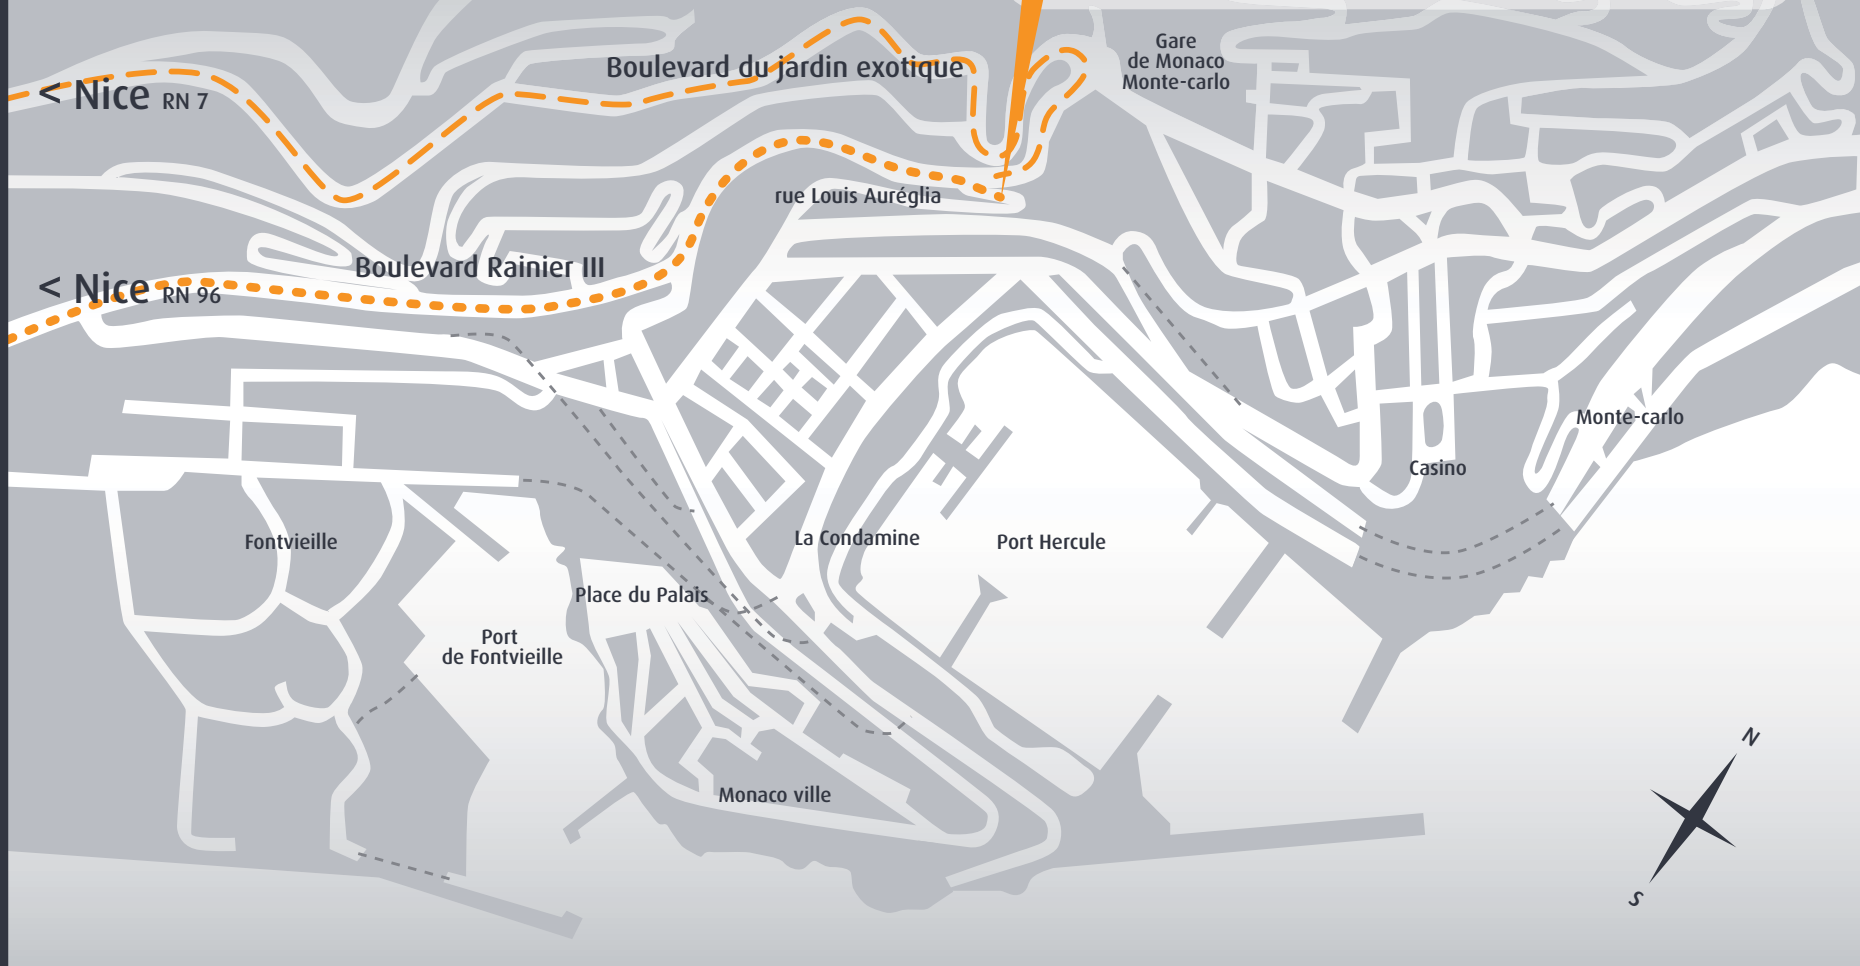 Gare
de Monaco
Monte-carlo
Boulevard du jardin exotique
< Nice RN 7
rue Louis Auréglia
Boulevard Rainier III
< Nice RN 96
Monte-carlo
Casino
La Condamine
Port Hercule
Fontvieille
Place du Palais
Port
de Fontvieille
Monaco ville
N
S